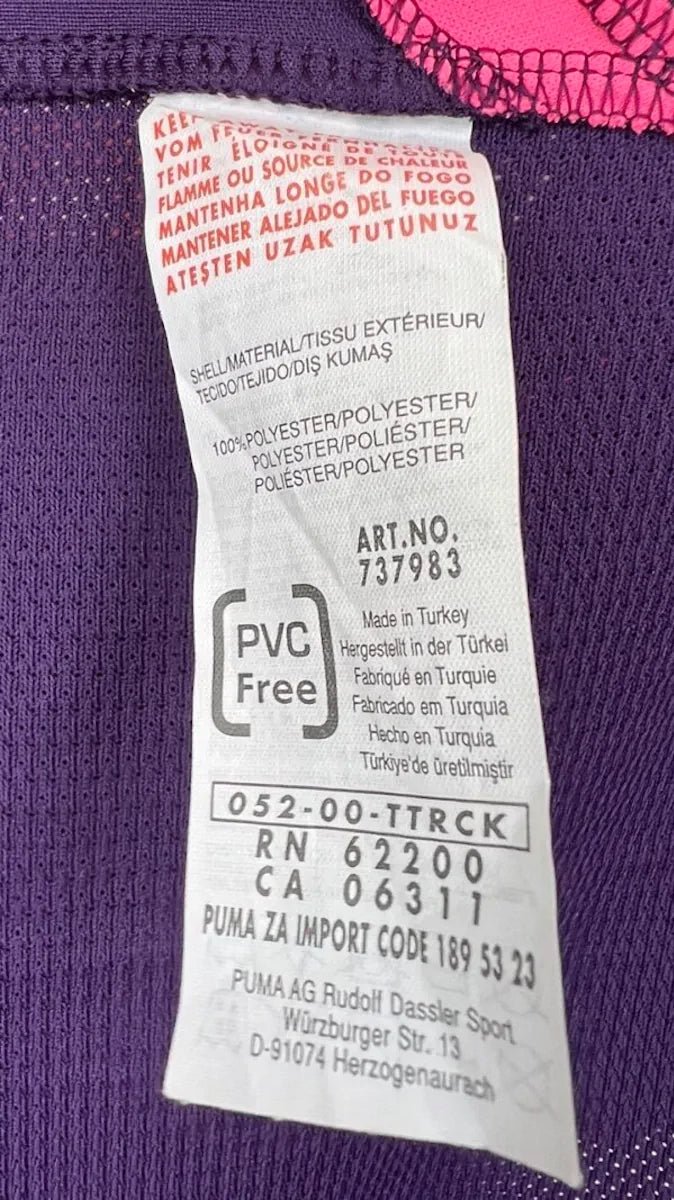 VOM
TENIR ÉLOIGNÉ DE TOUTE
FLAMME OU SOURCE DE CHALEUR
MANTENHA LONGE DO FOGO
MANTENER ALEJADO DEL FUEGO
ATEŞTEN UZAK TUTUNUZ
SHELL/MATERIAL/TISSU EXTÉRIEUR/
TECIDO/TEJIDO/DIŞ KUMAŞ
100%POLYESTER/POLYESTER/
POLYESTER/POLIÉSTER/
POLIÉSTER/POLYESTER
ART.NO.
737983
PVC
Free
Made in Turkey
Hergestellt in der Türkei
Fabriqué en Turquie
Fabricado em Turquia
Hecho en Turquia
Türkiye'de üretilmiştir
052-00-TTRCK
RN 62200
CA 06311
PUMA ZA IMPORT CODE 189 53 23
PUMA AG Rudolf Dassler Sport
Würzburger Str. 13
D-91074 Herzogenaurach